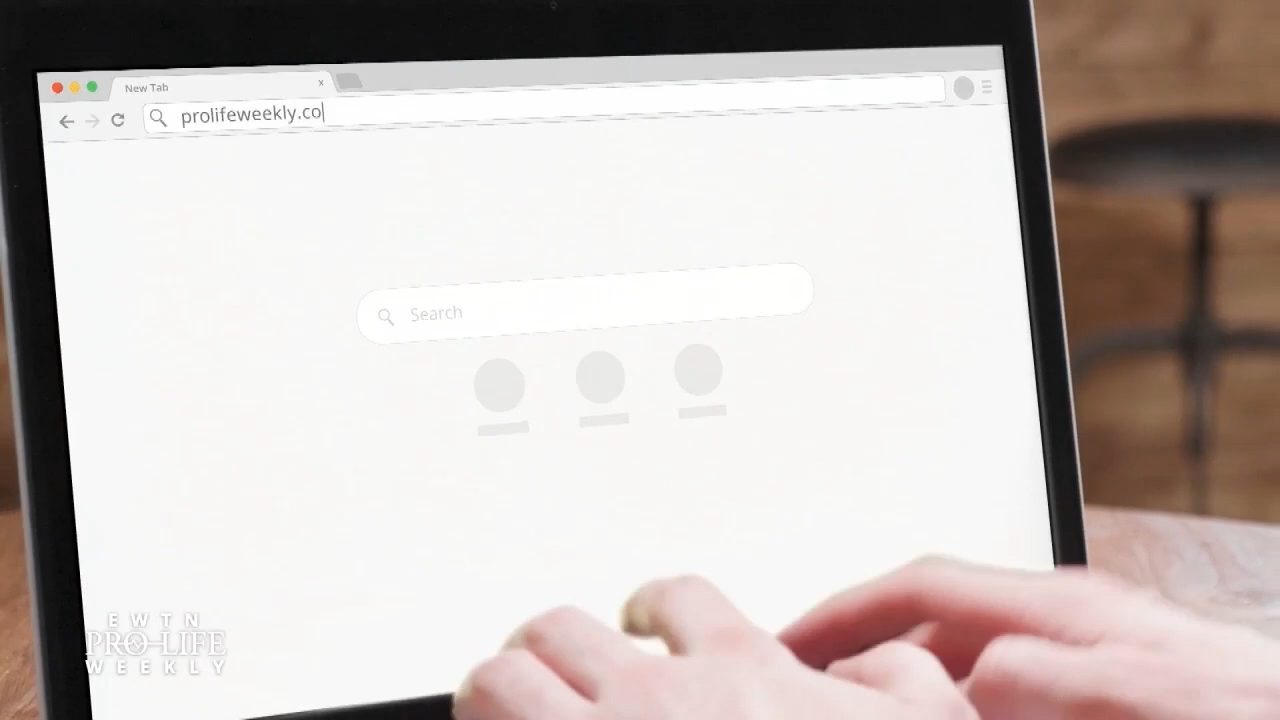 New Tab x
prolifeweekly.co
Search
EWTN
PRO-LIFE
WEEKLY